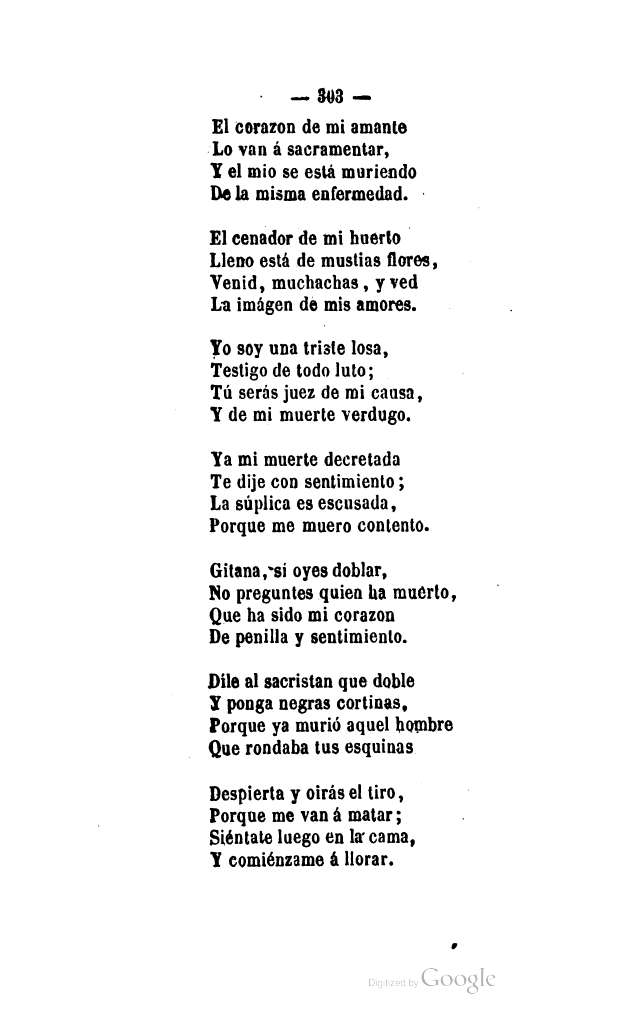 — 303 —
El corazon de mi amante
Lo van á sacramentar,
Y el mio se está muriendo
De la misma enfermedad.
El cenador de mi huerto
Lleno está de mustias flores,
Venid, muchachas, y ved
La imágen de mis amores.
Yo soy una triste losa,
Testigo de todo luto;
Tú serás juez de mi causa,
Y de mi muerte verdugo.
Ya mi muerte decretada
Te dije con sentimiento;
La súplica es escusada,
Porque me muero contento.
Gitana, si oyes doblar,
No preguntes quien ha muerto,
Que ha sido mi corazon
De penilla y sentimiento.
Dile al sacristan que doble
Y ponga negras cortinas,
Porque ya murió aquel hombre
Que rondaba tus esquinas
Despierta y oirás el tiro,
Porque me van á matar;
Siéntate luego en la cama,
Y comiénzame á llorar.
Digitized by Google